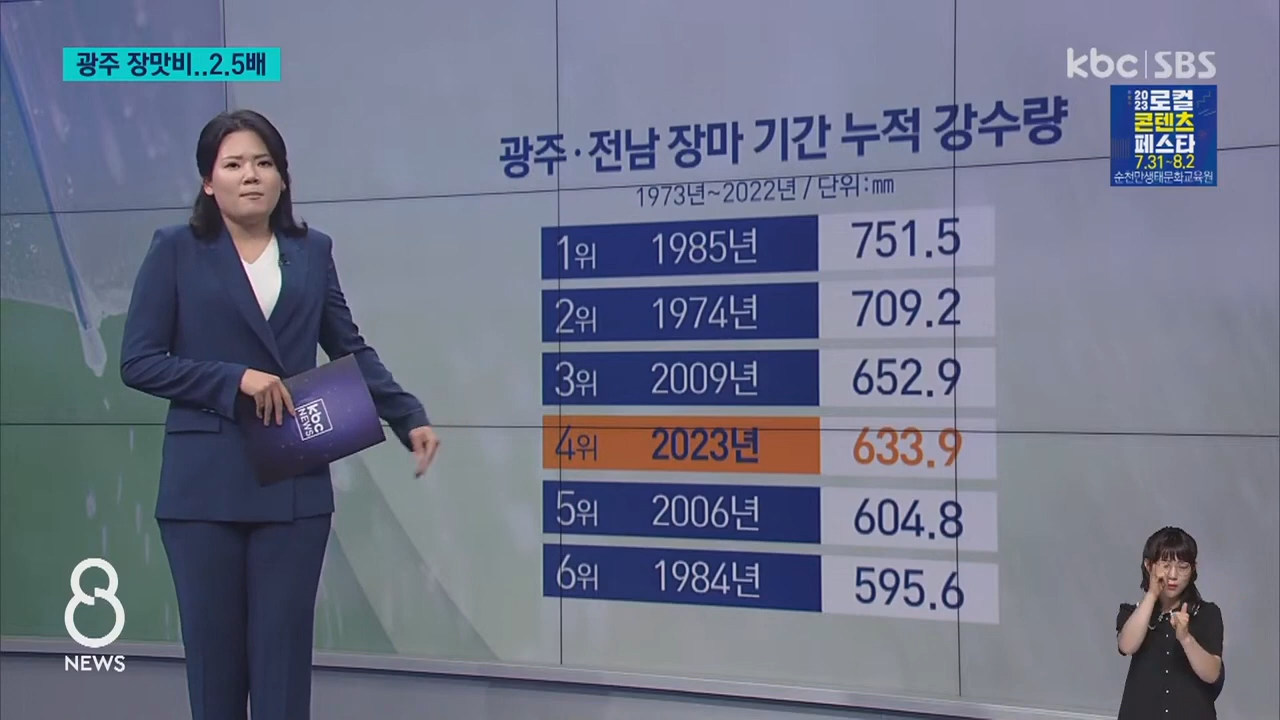 광주 장맛비..2.5배
kbc SBS
2023 로컬
콘텐츠
페스타
7.31~8.2
순천만생태문화교육원
광주·전남 장마 기간 누적 강수량
1973년~2022년 / 단위:㎜
1위 1985년 751.5
2위 1974년 709.2
3위 2009년 652.9
4위 2023년 633.9
5위 2006년 604.8
6위 1984년 595.6
kbc
NEWS
8
NEWS